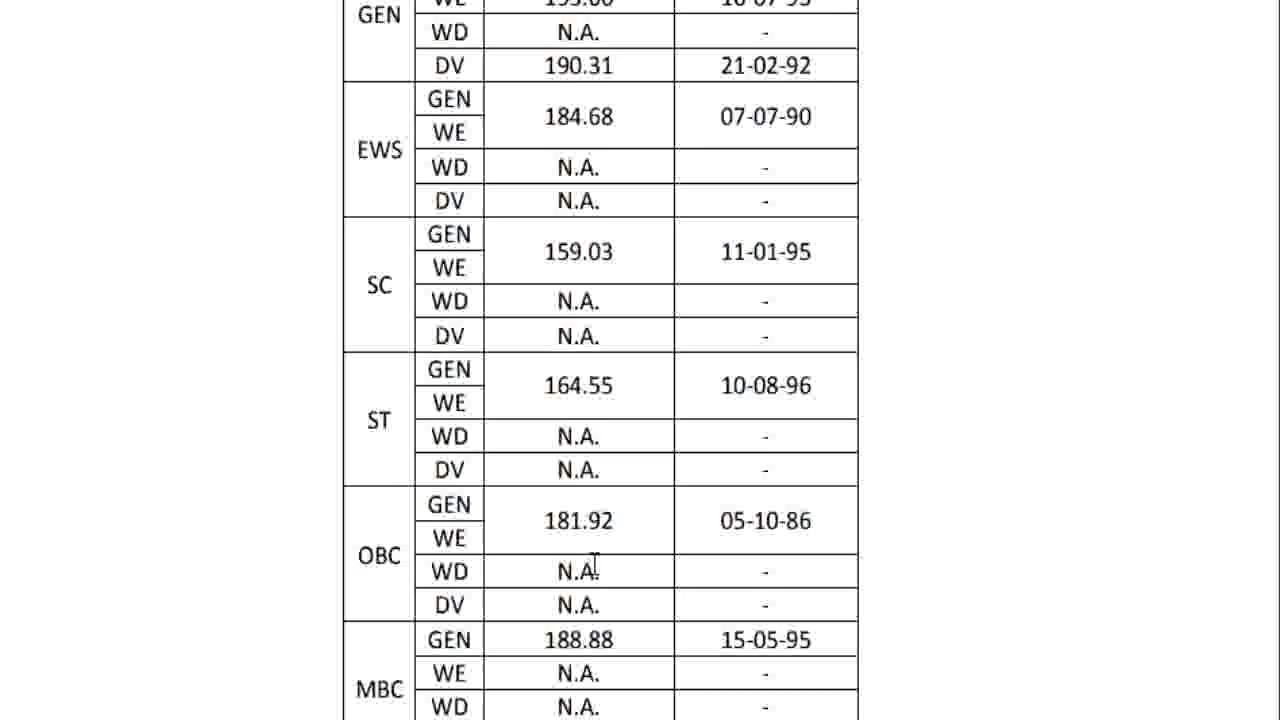 GEN
WD N.A. -
DV 190.31 21-02-92
EWS
GEN 184.68 07-07-90
WE
WD N.A. -
DV N.A. -
SC
GEN 159.03 11-01-95
WE
WD N.A. -
DV N.A. -
ST
GEN 164.55 10-08-96
WE
WD N.A. -
DV N.A. -
OBC
GEN 181.92 05-10-86
WE
WD N.A. -
DV N.A. -
MBC
GEN 188.88 15-05-95
WE N.A. -
WD N.A. -